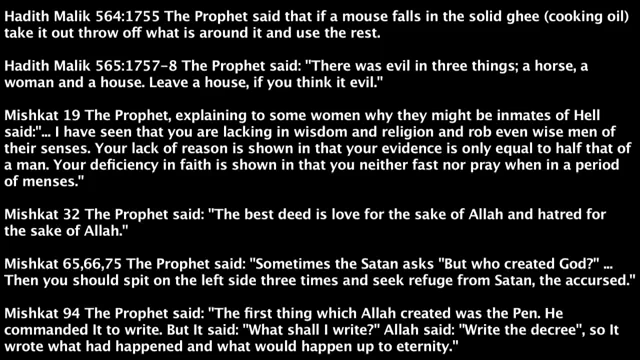 Hadith Malik 564:1755 The Prophet said that if a mouse falls in the solid ghee (cooking oil)
take it out throw off what is around it and use the rest.
Hadith Malik 565:1757-8 The Prophet said: "There was evil in three things; a horse, a
woman and a house. Leave a house, if you think it evil."
Mishkat 19 The Prophet, explaining to some women why they might be inmates of Hell
said:"... I have seen that you are lacking in wisdom and religion and rob even wise men of
their senses. Your lack of reason is shown in that your evidence is only equal to half that of
a man. Your deficiency in faith is shown in that you neither fast nor pray when in a period
of menses."
Mishkat 32 The Prophet said: "The best deed is love for the sake of Allah and hatred for
the sake of Allah."
Mishkat 65,66,75 The Prophet said: "Sometimes the Satan asks "But who created God?" ...
Then you should spit on the left side three times and seek refuge from Satan, the accursed."
Mishkat 94 The Prophet said: "The first thing which Allah created was the Pen. He
commanded It to write. But It said: "What shall I write?" Allah said: "Write the decree", so It
wrote what had happened and what would happen up to eternity."